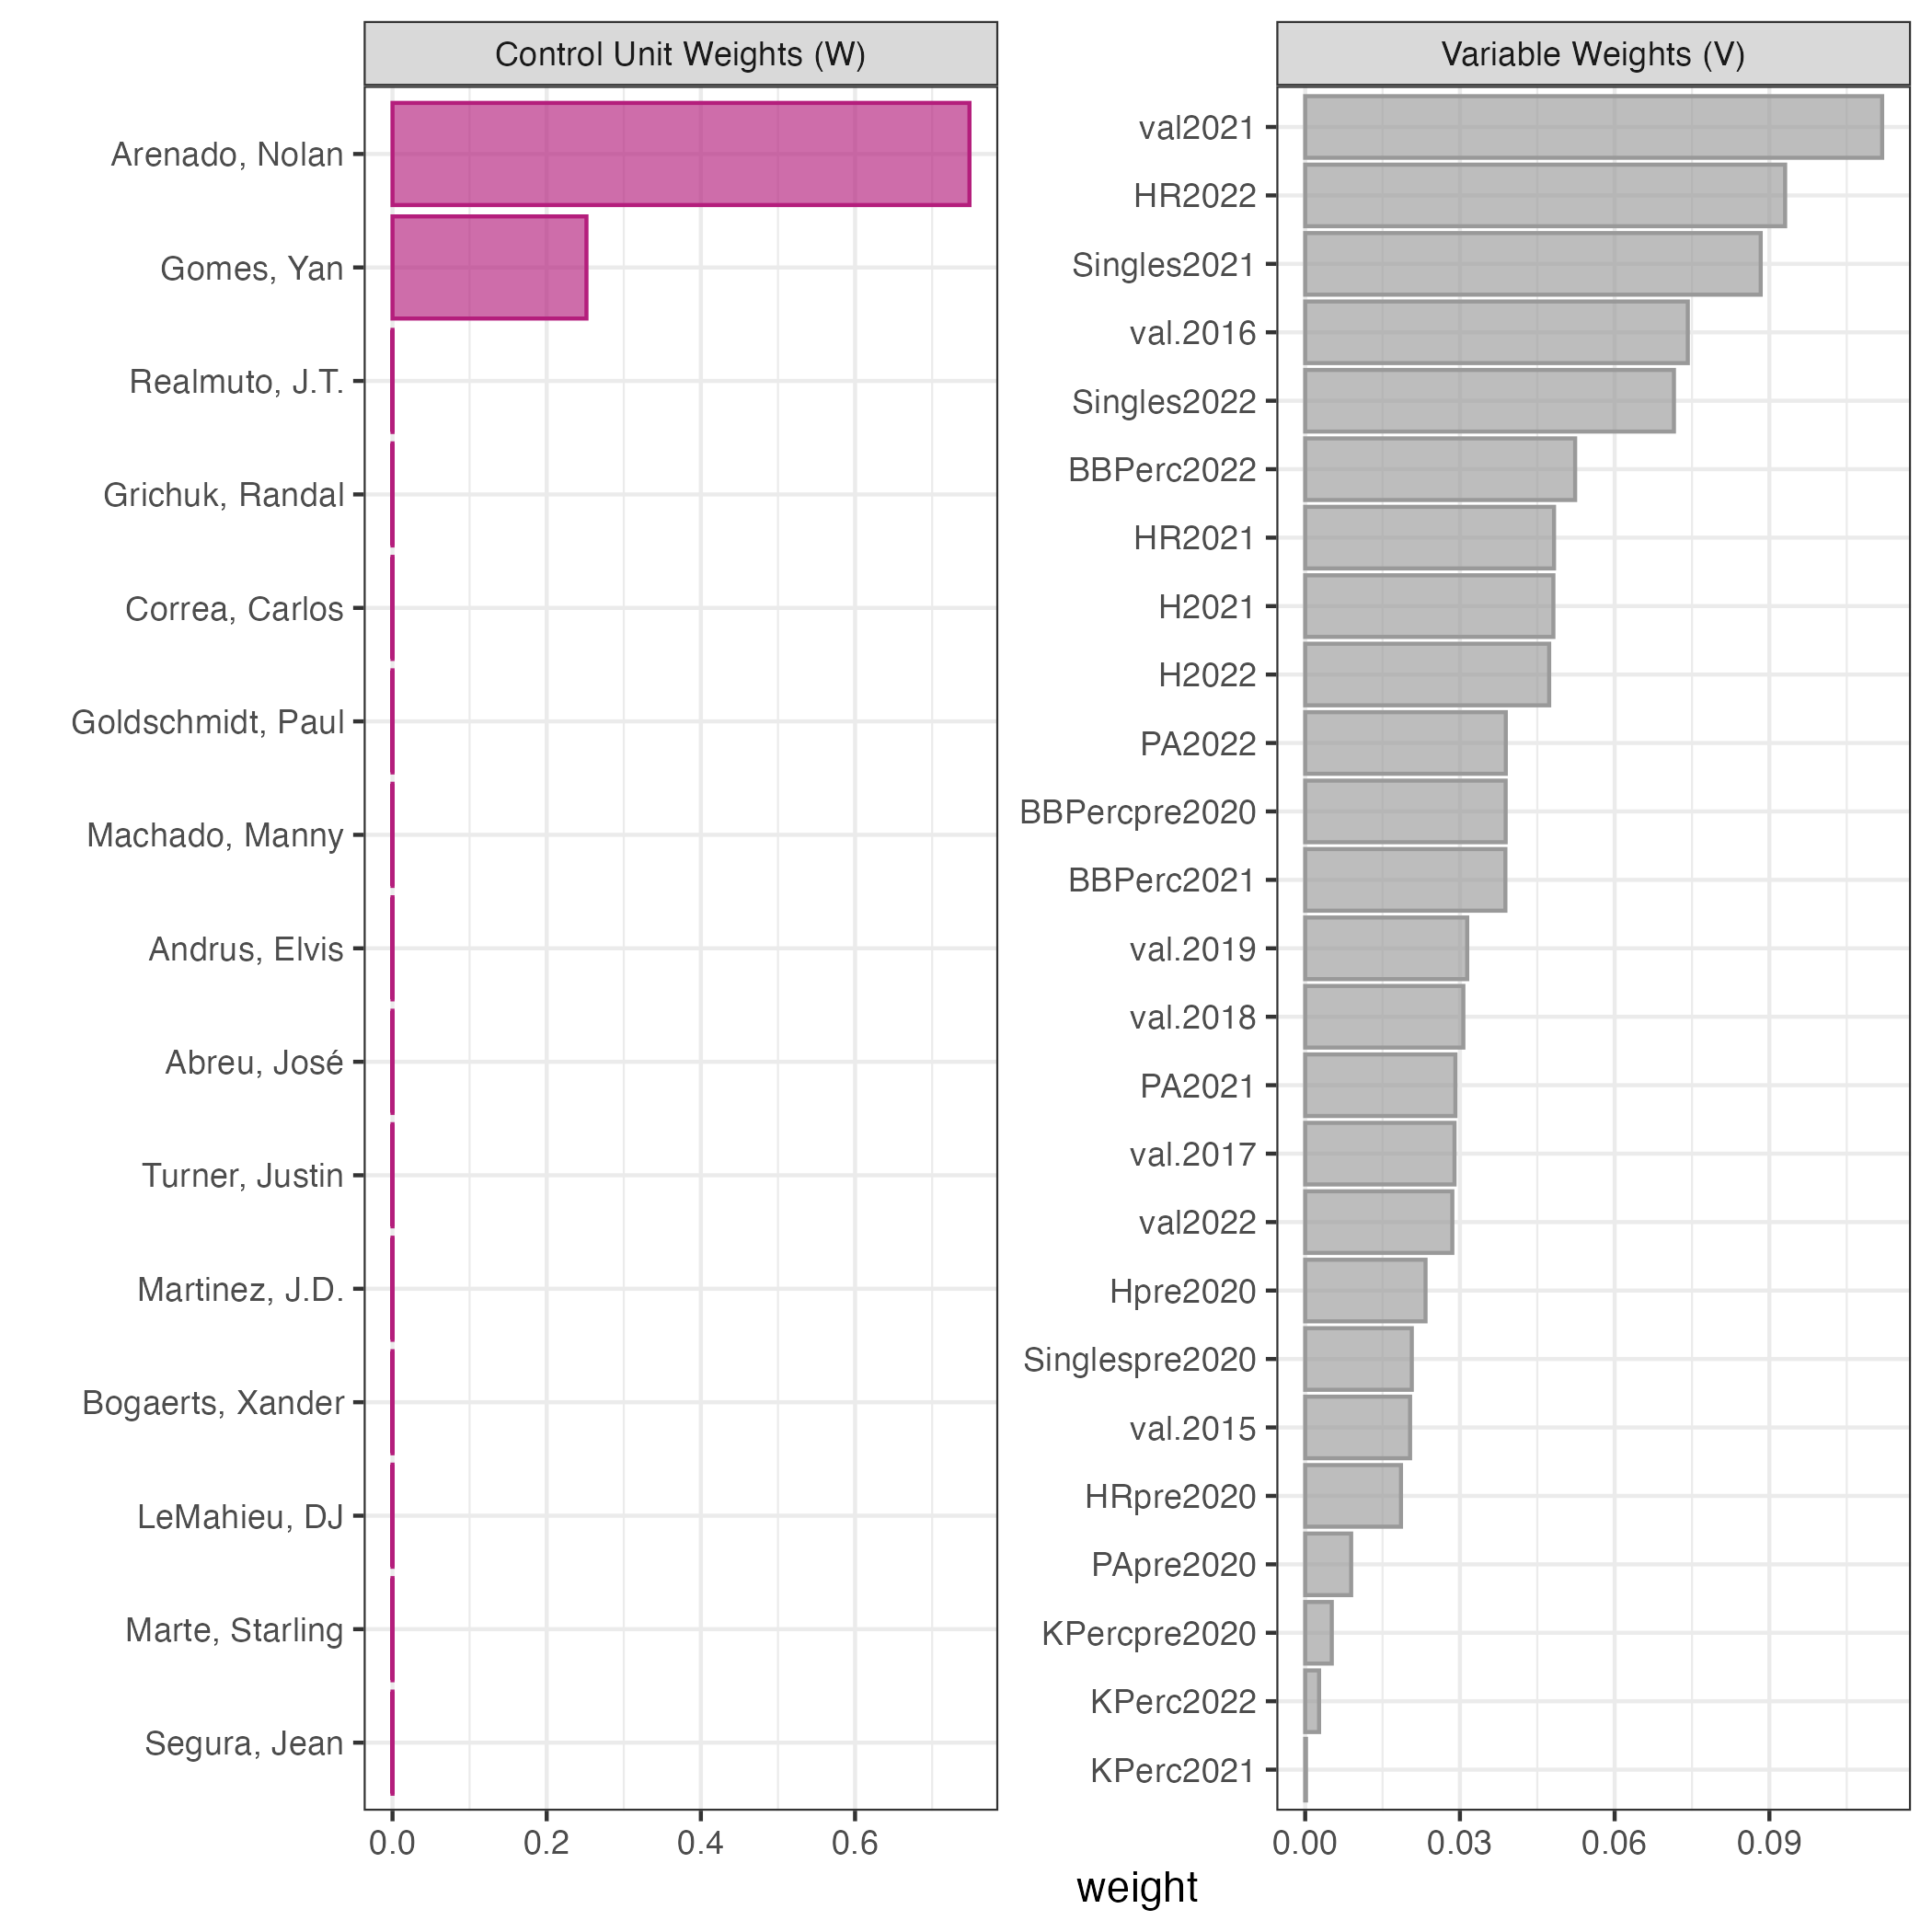 Control Unit Weights (W)
Arenado, Nolan
Gomes, Yan
Realmuto, J.T.
Grichuk, Randal
Correa, Carlos
Goldschmidt, Paul
Machado, Manny
Andrus, Elvis
Abreu, José
Turner, Justin
Martinez, J.D.
Bogaerts, Xander
LeMahieu, DJ
Marte, Starling
Segura, Jean
0.0 0.2 0.4 0.6
Variable Weights (V)
val2021
HR2022
Singles2021
val.2016
Singles2022
BBPerc2022
HR2021
H2021
H2022
PA2022
BBPercpre2020
BBPerc2021
val.2019
val.2018
PA2021
val.2017
val2022
Hpre2020
Singlespre2020
val.2015
HRpre2020
PApre2020
KPercpre2020
KPerc2022
KPerc2021
0.00 0.03 0.06 0.09
weight